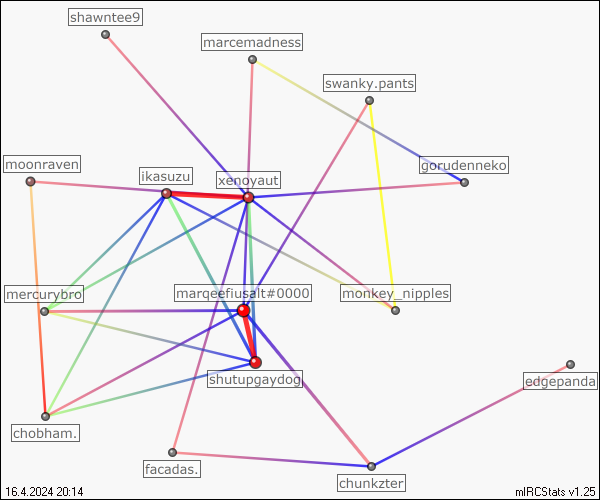 shawntee9
marcemadness
swanky.pants
moonraven
ikasuzu
xenoyaut
gorudenneko
mercurybro
marqeefiusalt#0000
monkey_nipples
shutupgaydog
edgepanda
chobham.
facadas.
chunkzter
16.4.2024 20:14
mIRCStats v1.25